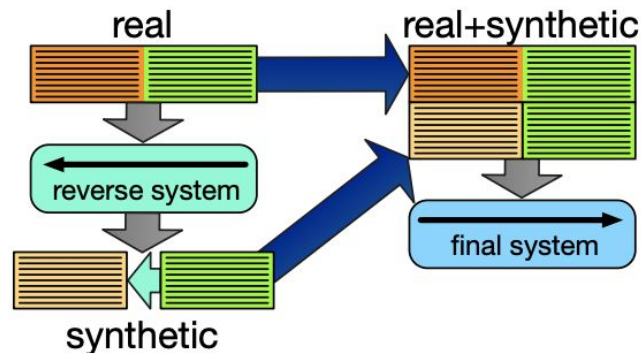 real
real+synthetic
reverse system
final system
synthetic